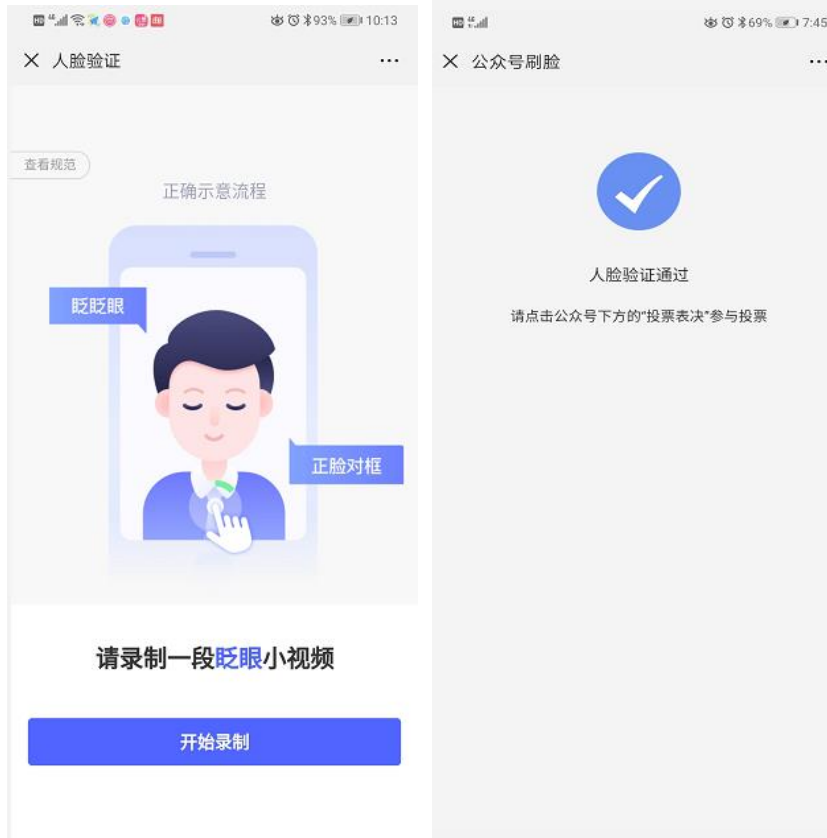 93% 10:13
× 人脸验证 ···
查看规范
正确示意流程
眨眨眼
正脸对框
请录制一段眨眼小视频
开始录制
69% 7:45
× 公众号刷脸 ···
人脸验证通过
请点击公众号下方的"投票表决"参与投票